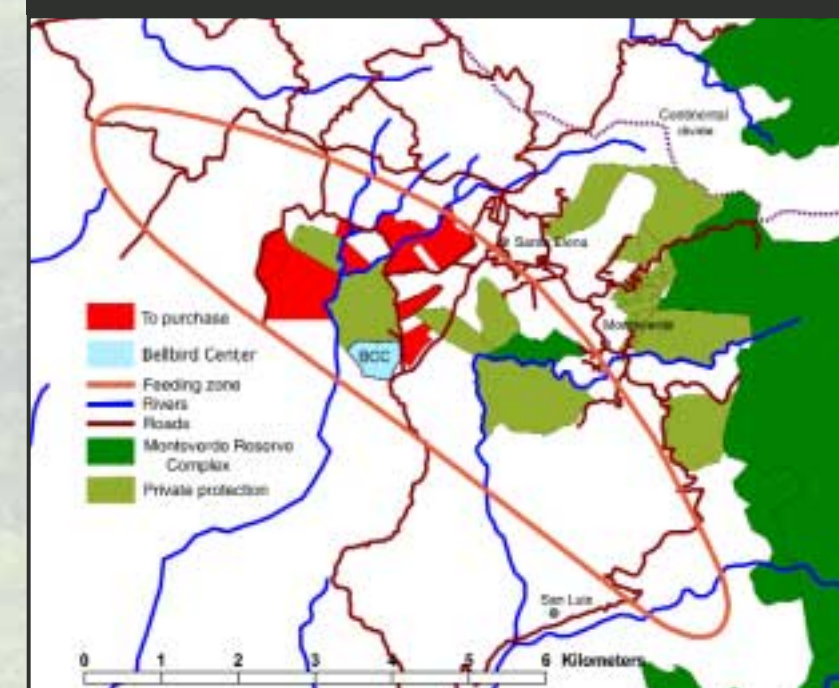 Continental
divide
Santa Elena
Monteverde
To purchase
Bellbird Center
BCC
Feeding zone
Rivers
Roads
Monteverde Reserve
Complex
Private protection
San Luis
0 1 2 3 4 5 6 Kilometers